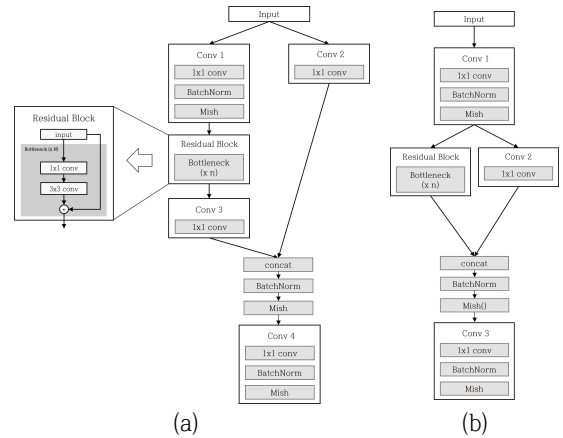 Input
Conv 1
1x1 conv
BatchNorm
Mish
Conv 2
1x1 conv
Residual Block
input
Bottleneck (x N)
1x1 conv
3x3 conv
+
Residual Block
Bottleneck
(x n)
Conv 3
1x1 conv
concat
BatchNorm
Mish
Conv 4
1x1 conv
BatchNorm
Mish
(a)
Input
Conv 1
1x1 conv
BatchNorm
Mish
Residual Block
Bottleneck
(x n)
Conv 2
1x1 conv
concat
BatchNorm
Mish()
Conv 3
1x1 conv
BatchNorm
Mish
(b)